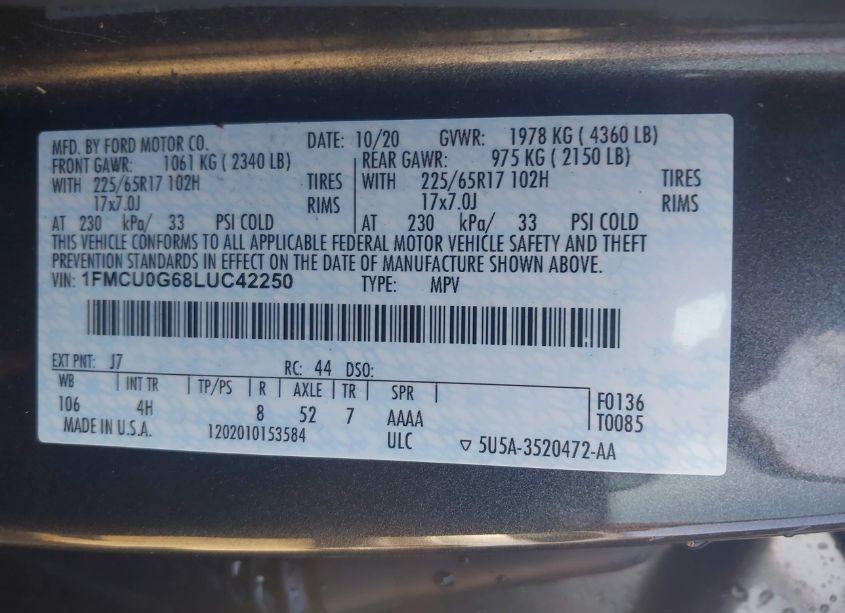 MFD. BY FORD MOTOR CO. DATE: 10/20 GVWR: 1978 KG ( 4360 LB)
FRONT GAWR: 1061 KG ( 2340 LB) REAR GAWR: 975 KG ( 2150 LB)
WITH 225/65R17 102H TIRES WITH 225/65R17 102H TIRES
17x7.0J RIMS 17x7.0J RIMS
AT 230 kPa/ 33 PSI COLD AT 230 kPa/ 33 PSI COLD
THIS VEHICLE CONFORMS TO ALL APPLICABLE FEDERAL MOTOR VEHICLE SAFETY AND THEFT
PREVENTION STANDARDS IN EFFECT ON THE DATE OF MANUFACTURE SHOWN ABOVE.
VIN: 1FMCU0G68LUC42250 TYPE: MPV
EXT PNT: J7 RC: 44 DSO:
WB INT TR TP/PS R AXLE TR SPR F0136
106 4H 8 52 7 AAAA T0085
MADE IN U.S.A. 1202010153584 ULC ▽ 5U5A-3520472-AA